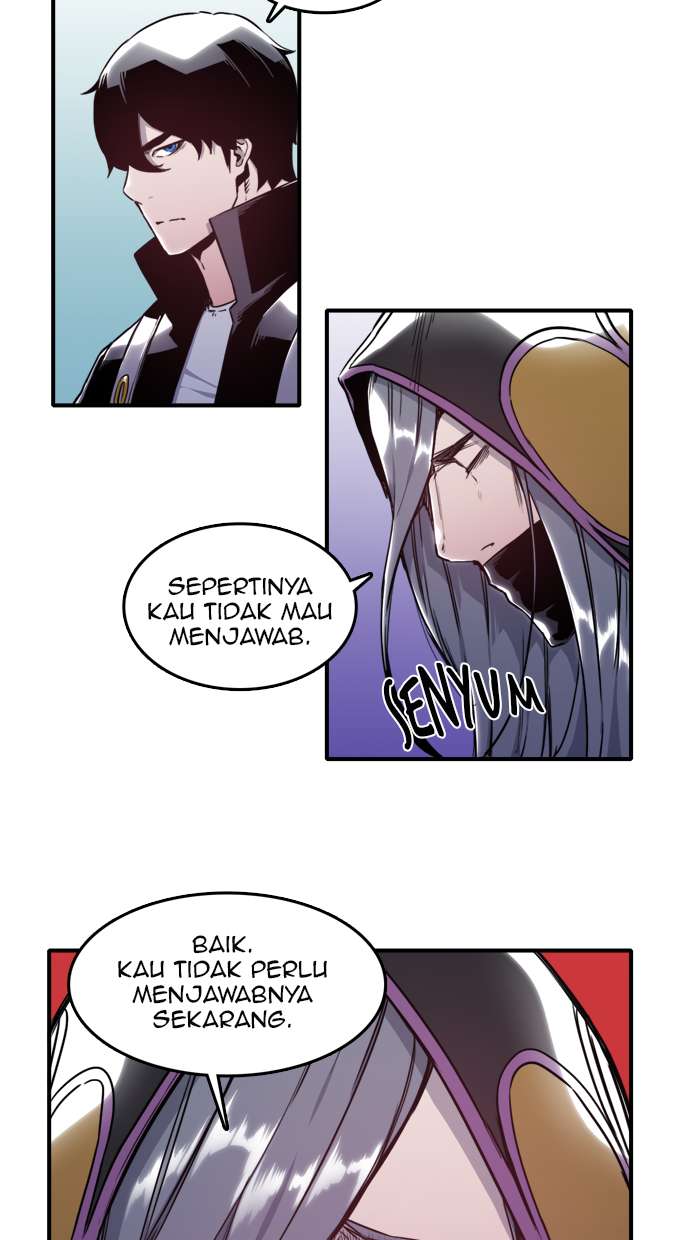 SEPERTINYA
KAU TIDAK MAU
MENJAWAB.
SENYUM
BAIK.
KAU TIDAK PERLU
MENJAWABNYA
SEKARANG.